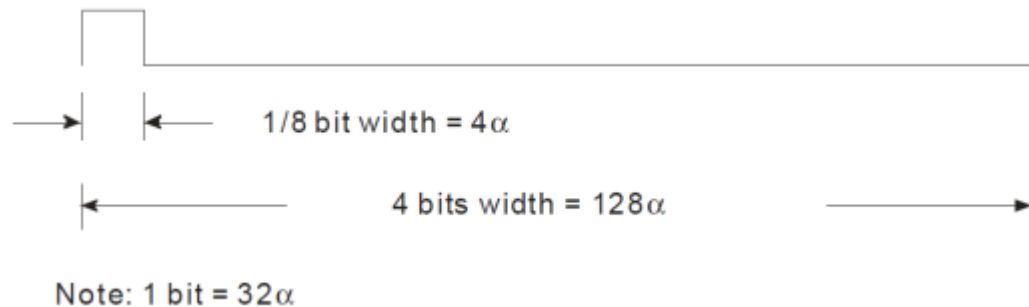 1/8 bit width = 4α
4 bits width = 128α
Note: 1 bit = 32α